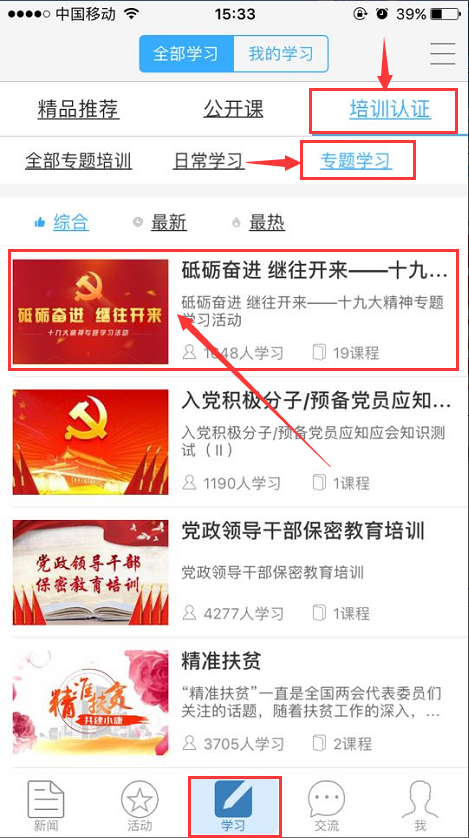 中国移动 15:33 39%
全部学习 我的学习
精品推荐 公开课 培训认证
全部专题培训 日常学习 专题学习
综合 最新 最热
砥砺奋进 继往开来
十九大精神专题学习活动
砥砺奋进 继往开来——十九...
砥砺奋进 继往开来——十九大精神专题
学习活动
1648人学习 19课程
入党积极分子/预备党员应知...
入党积极分子/预备党员应知应会知识测
试（Ⅱ）
1190人学习 1课程
党政领导干部
保密教育培训
党政领导干部保密教育培训
党政领导干部保密教育培训
4277人学习 1课程
精准扶贫
共建小康
精准扶贫
“精准扶贫”一直是全国两会代表委员们
关注的话题，随着扶贫工作的深入，...
3705人学习 2课程
新闻 活动 学习 交流 我